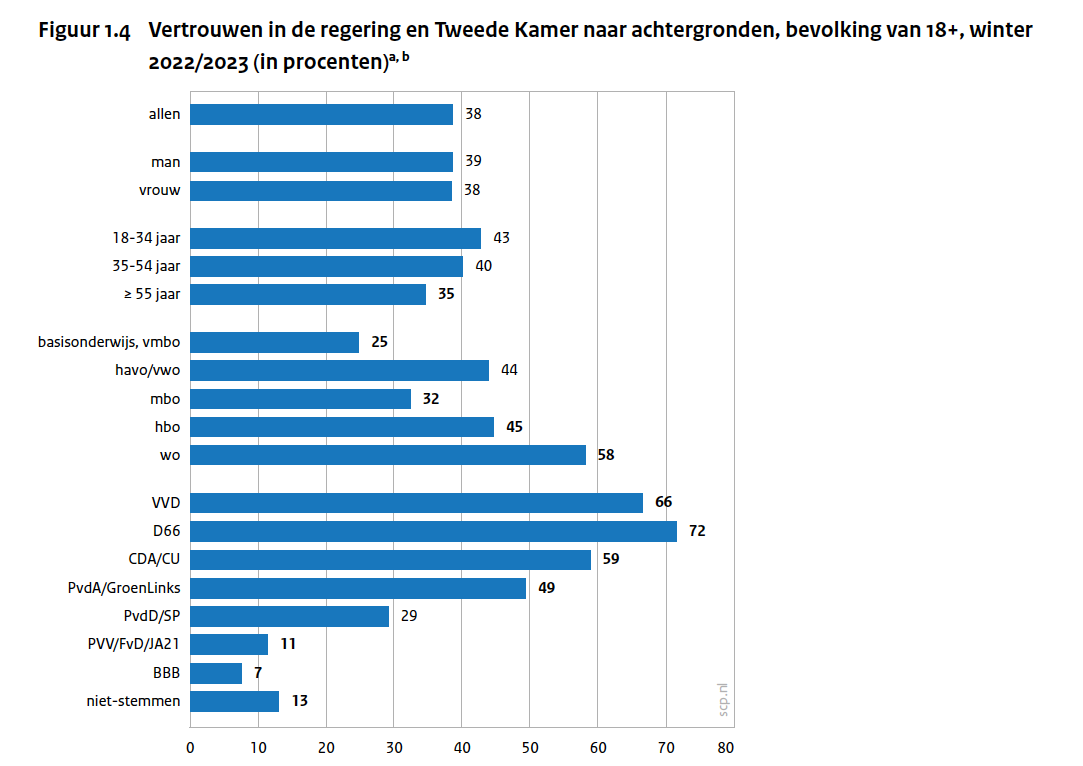 Figuur 1.4 Vertrouwen in de regering en Tweede Kamer naar achtergronden, bevolking van 18+, winter
2022/2023 (in procenten)a, b
allen 38
man 39
vrouw 38
18-34 jaar 43
35-54 jaar 40
≥ 55 jaar 35
basisonderwijs, vmbo 25
havo/vwo 44
mbo 32
hbo 45
wo 58
VVD 66
D66 72
CDA/CU 59
PvdA/GroenLinks 49
PvdD/SP 29
PVV/FvD/JA21 11
BBB 7
niet-stemmen 13
scp.nl
0 10 20 30 40 50 60 70 80